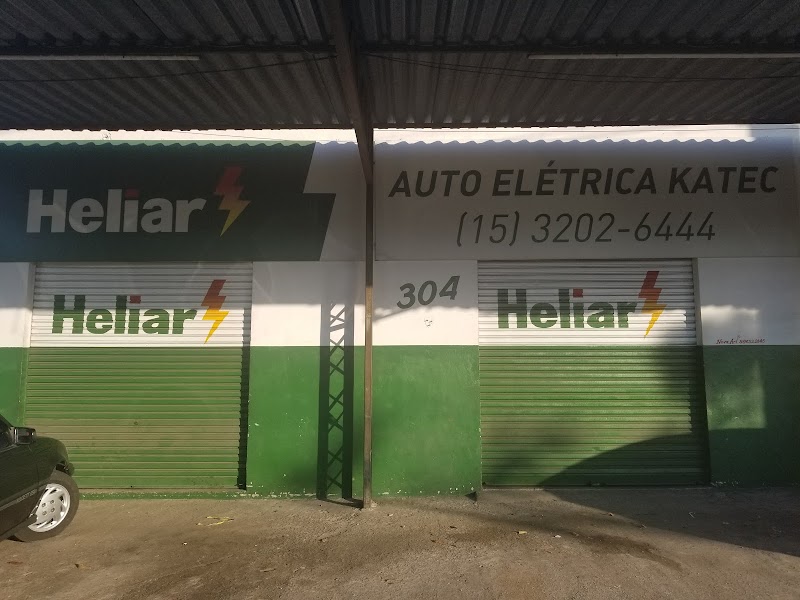 Heliar
AUTO ELÉTRICA KATEC
(15) 3202-6444
Heliar
304
Heliar